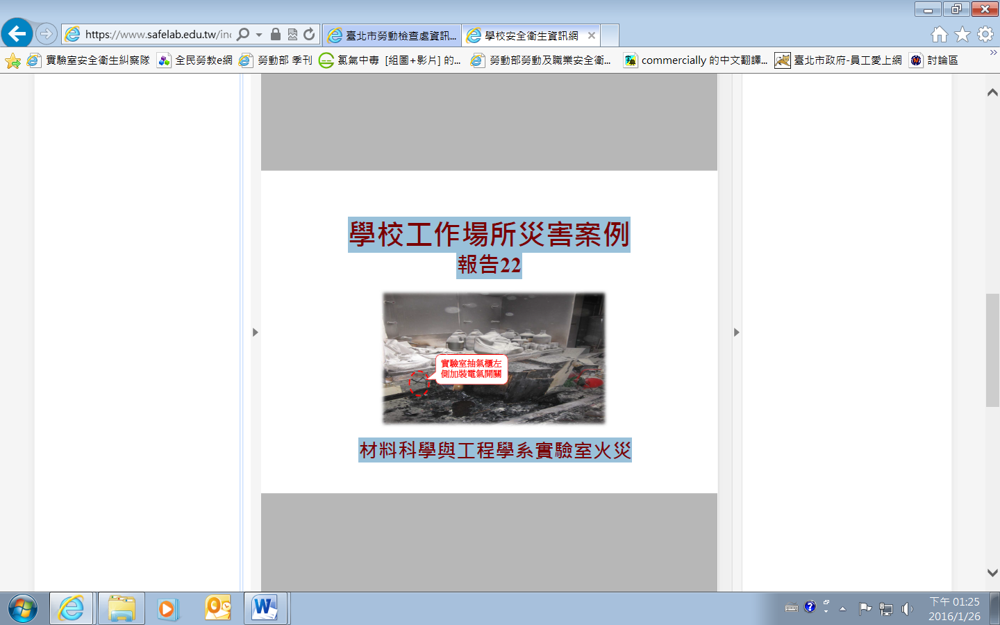 https://www.safelab.edu.tw/in
臺北市勞動檢查處資訊...
學校安全衛生資訊網
實驗室安全衛生糾察隊
全民勞教e網
勞動部 季刊
氯氣中毒 [組圖+影片] 的...
勞動部勞動及職業安全衛...
commercially 的中文翻譯...
臺北市政府-員工愛上網
討論區
學校工作場所災害案例
報告22
實驗室抽氣櫃左
側加裝電氣開關
材料科學與工程學系實驗室火災
下午 01:25
2016/1/26